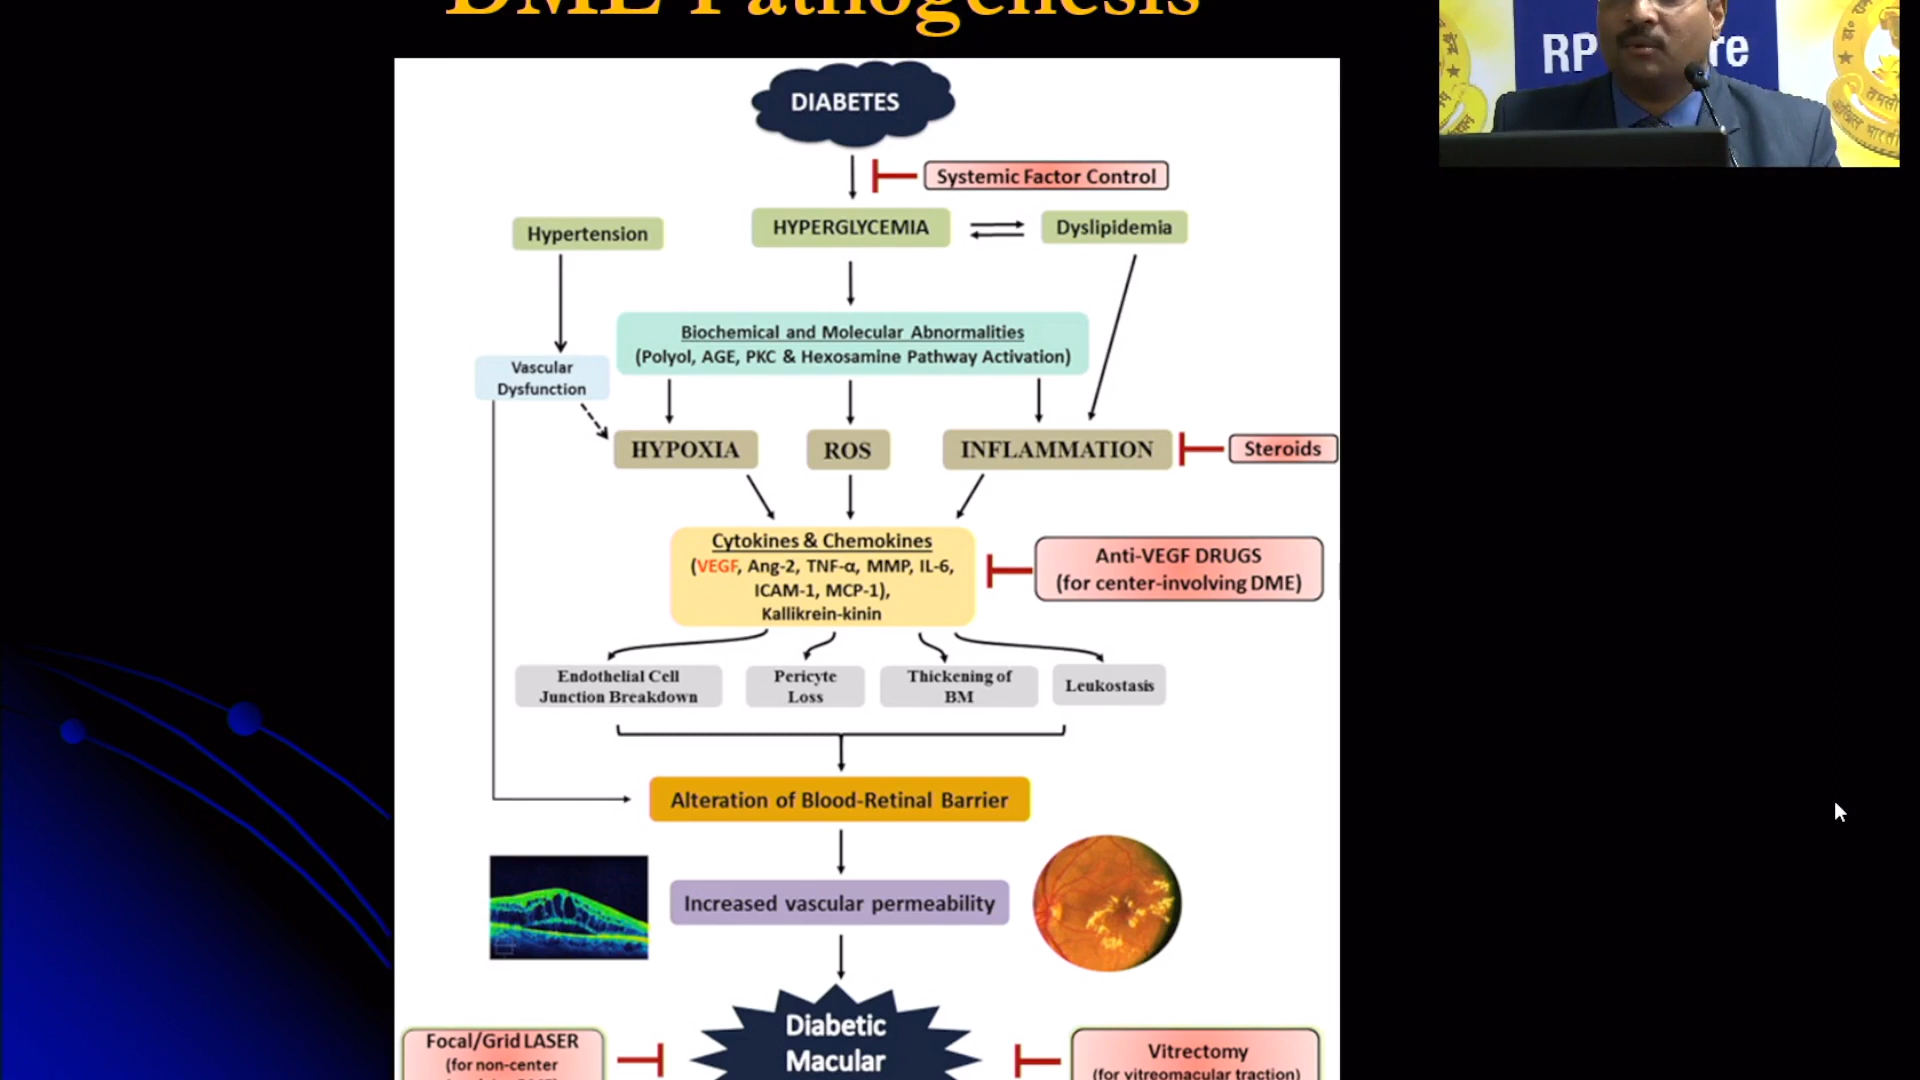 DME Pathogenesis
RP
re
DIABETES
Systemic Factor Control
Hypertension
HYPERGLYCEMIA
Dyslipidemia
Biochemical and Molecular Abnormalities
(Polyol, AGE, PKC & Hexosamine Pathway Activation)
Vascular
Dysfunction
HYPOXIA
ROS
INFLAMMATION
Steroids
Cytokines & Chemokines
(VEGF, Ang-2, TNF-α, MMP, IL-6,
ICAM-1, MCP-1),
Kallikrein-kinin
Anti-VEGF DRUGS
(for center-involving DME)
Endothelial Cell
Junction Breakdown
Pericyte
Loss
Thickening of
BM
Leukostasis
Alteration of Blood-Retinal Barrier
Increased vascular permeability
Diabetic
Macular
Focal/Grid LASER
(for non-center
Vitrectomy
(for vitreomacular traction)